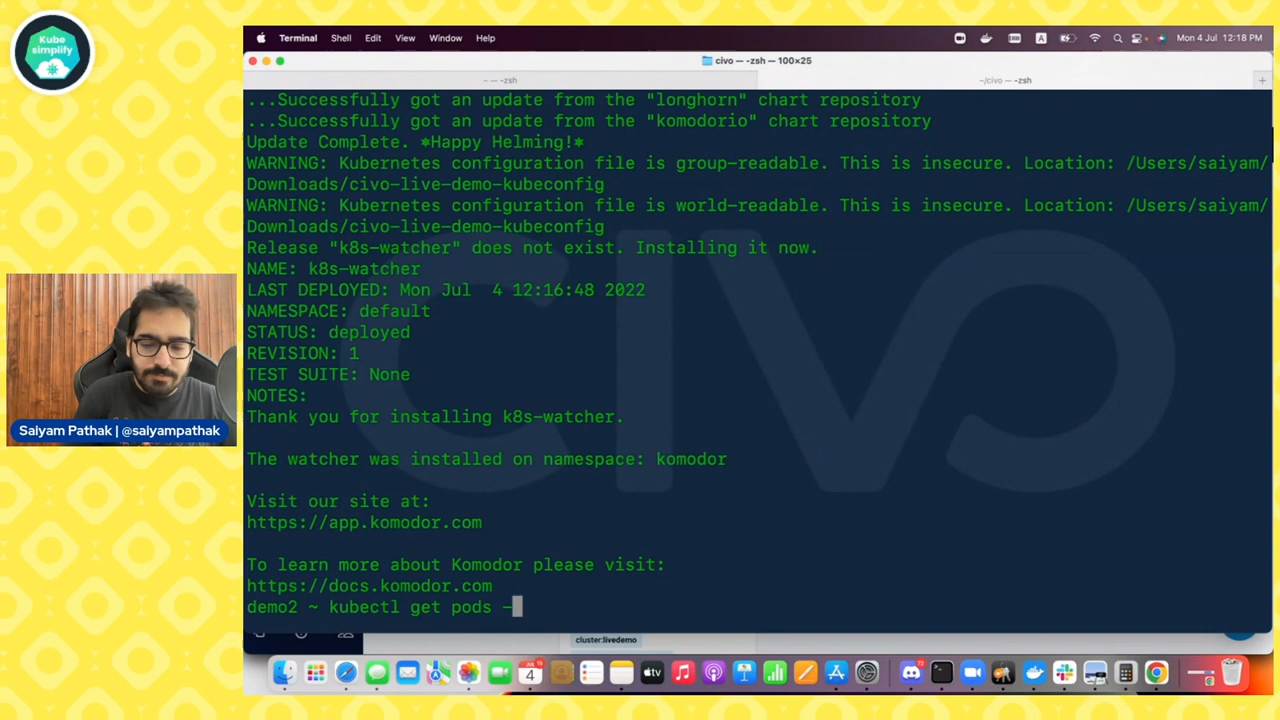 Kube
simplify
Terminal Shell Edit View Window Help
A
Mon 4 Jul 12:18 PM
civo — -zsh — 100×25
~ — -zsh
~/civo — -zsh
...Successfully got an update from the "longhorn" chart repository
...Successfully got an update from the "komodorio" chart repository
Update Complete. ⎈Happy Helming!⎈
WARNING: Kubernetes configuration file is group-readable. This is insecure. Location: /Users/saiyam/
Downloads/civo-live-demo-kubeconfig
WARNING: Kubernetes configuration file is world-readable. This is insecure. Location: /Users/saiyam/
Downloads/civo-live-demo-kubeconfig
Release "k8s-watcher" does not exist. Installing it now.
NAME: k8s-watcher
LAST DEPLOYED: Mon Jul  4 12:16:48 2022
NAMESPACE: default
STATUS: deployed
REVISION: 1
TEST SUITE: None
NOTES:
Thank you for installing k8s-watcher.
The watcher was installed on namespace: komodor
Visit our site at:
https://app.komodor.com
To learn more about Komodor please visit:
https://docs.komodor.com
demo2 ~ kubectl get pods -
CIVO
Saiyam Pathak | @saiyampathak
cluster:livedemo
4
tv